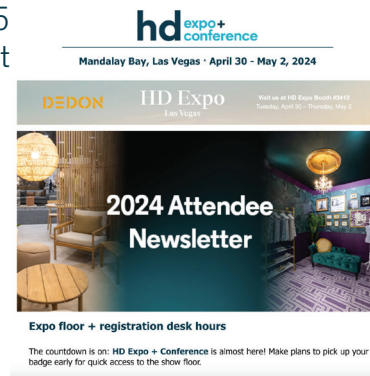 5
t
hd expo+
conference
Mandalay Bay, Las Vegas · April 30 - May 2, 2024
DEDON
HD Expo
Las Vegas
Visit us at HD Expo Booth #3413
Tuesday, April 30 – Thursday, May 2
2024 Attendee
Newsletter
Expo floor + registration desk hours
The countdown is on: HD Expo + Conference is almost here! Make plans to pick up your
badge early for quick access to the show floor.